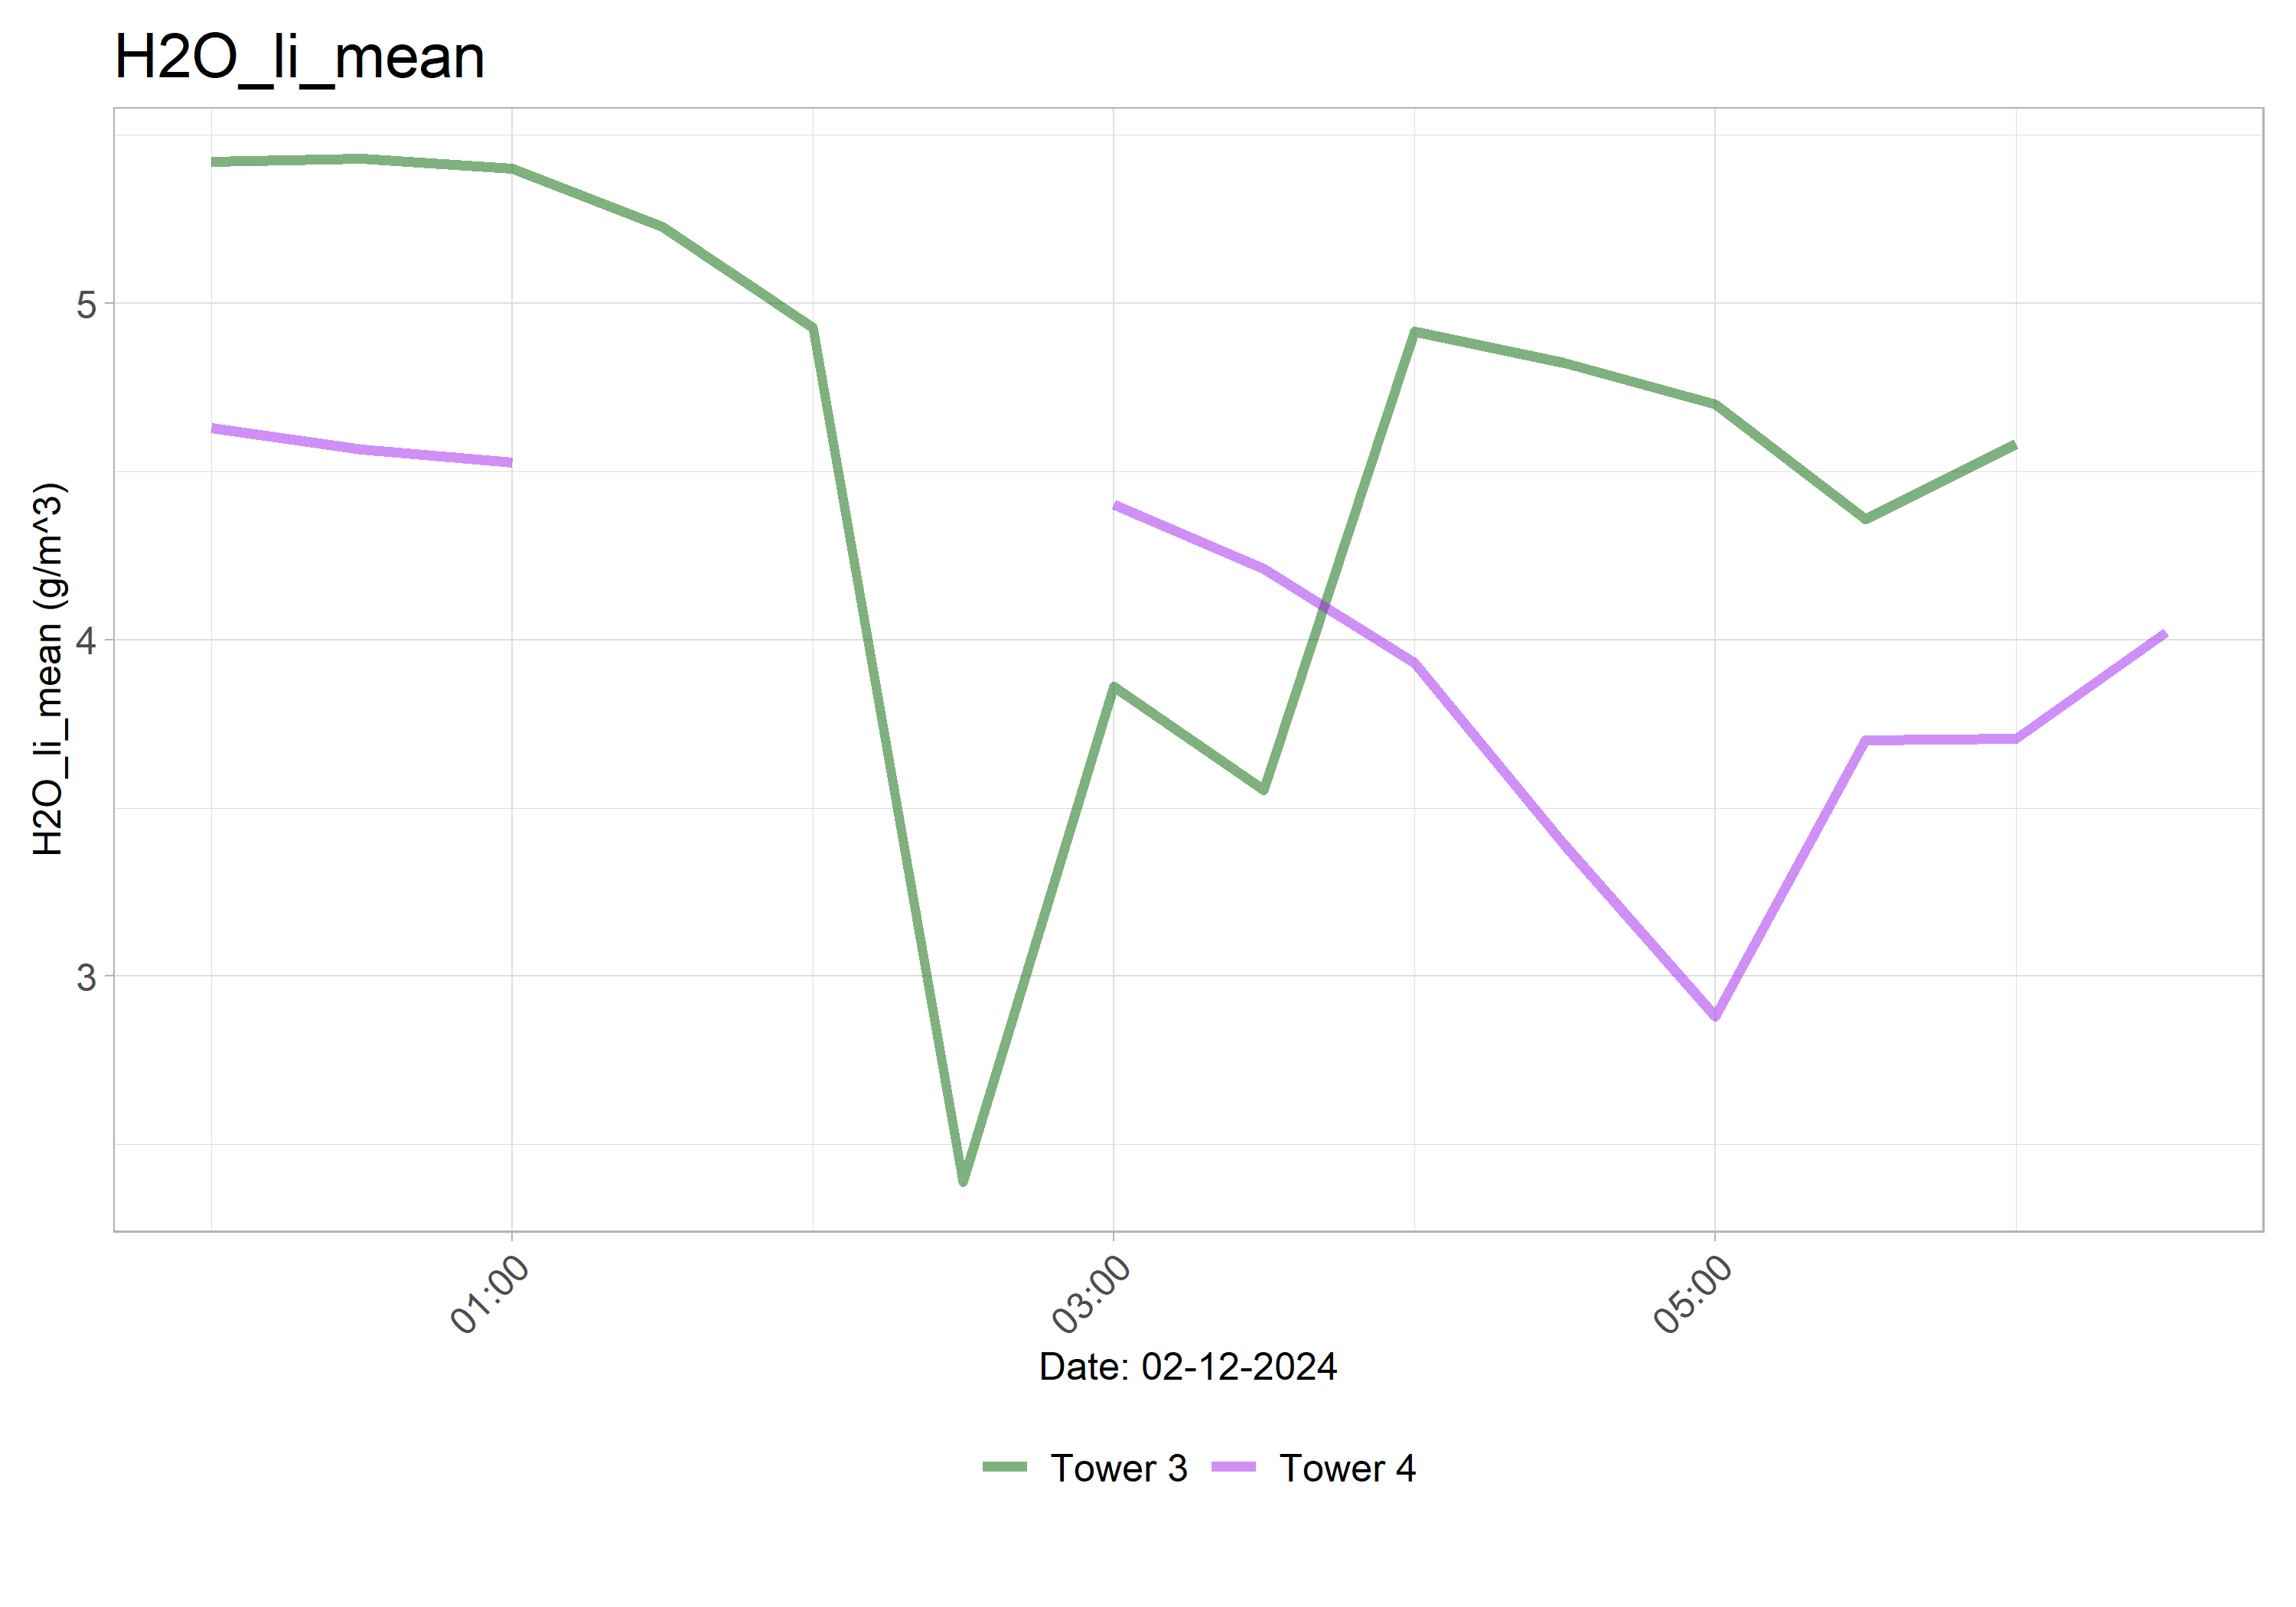 H2O_li_mean
H2O_li_mean (g/m^3)
5
4
3
01:00
03:00
05:00
Date: 02-12-2024
Tower 3
Tower 4